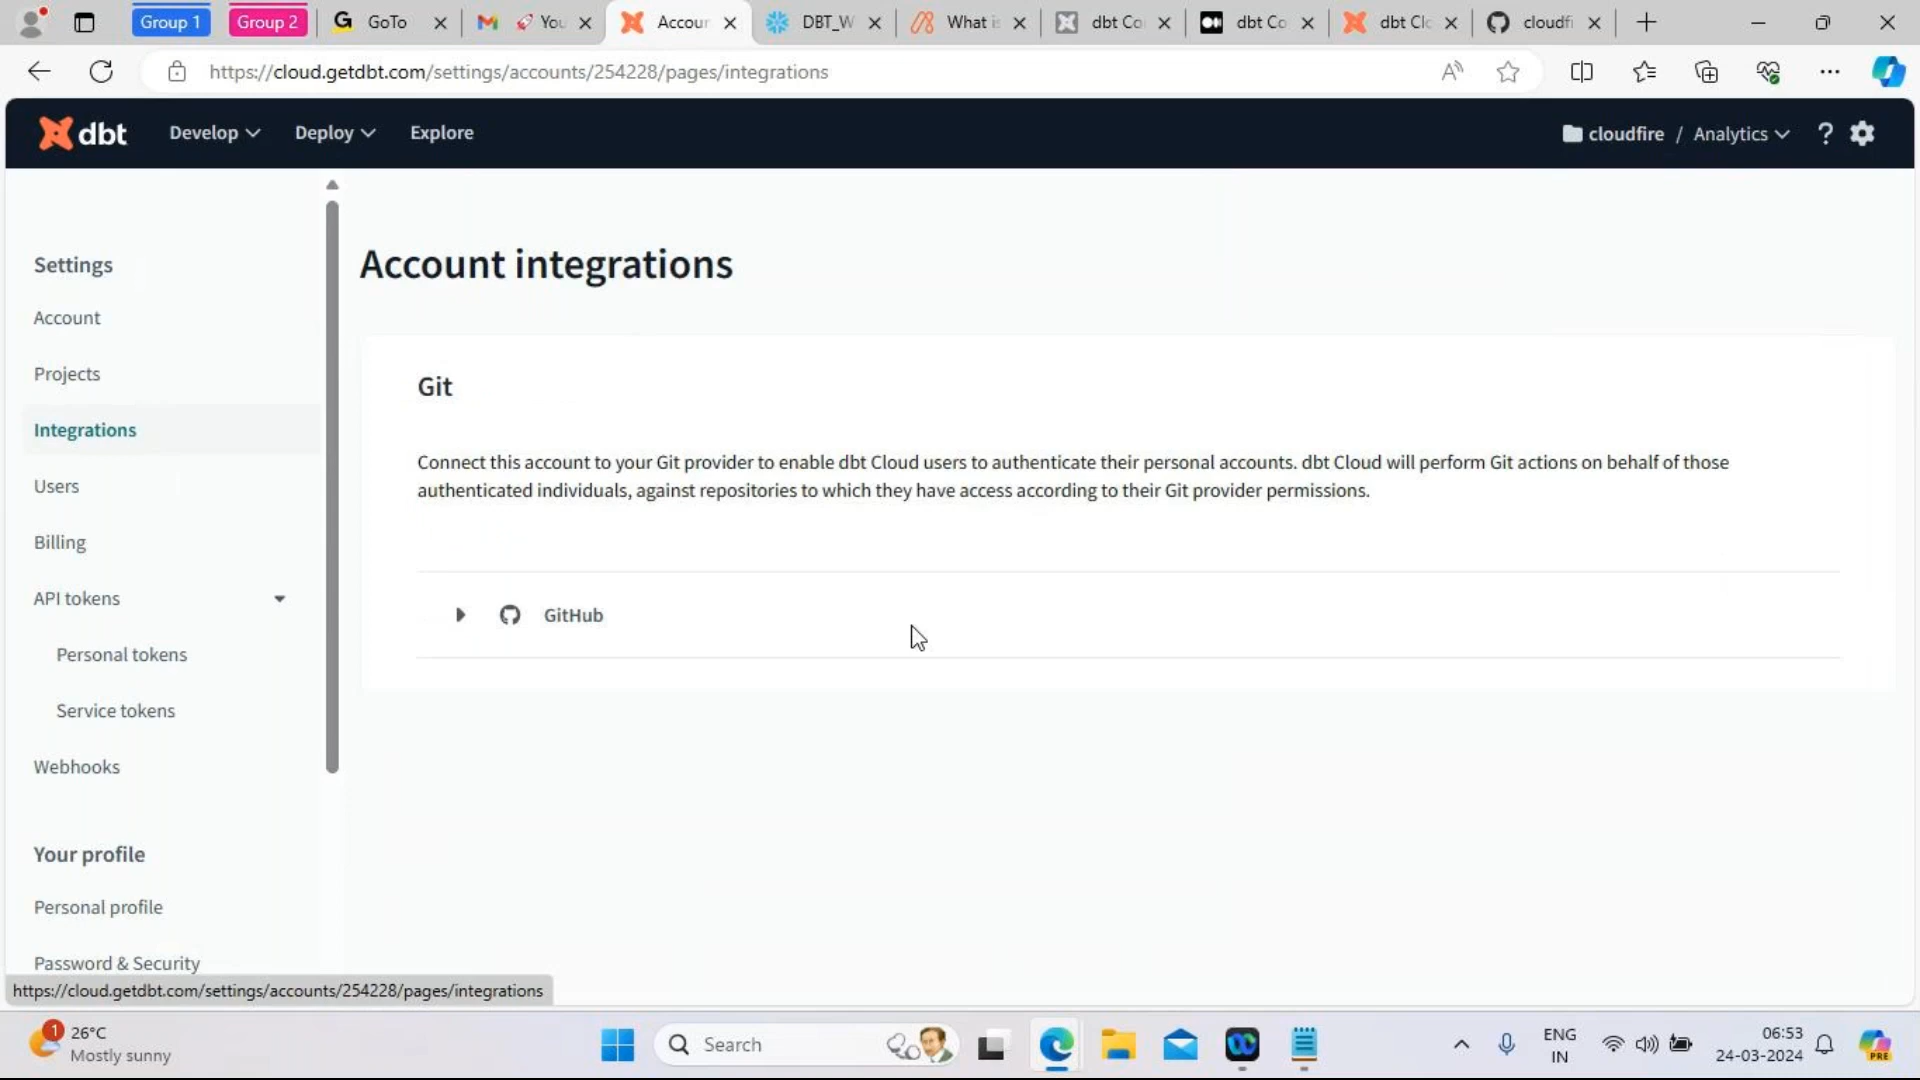 Group 1
Group 2
GoTo
You
Accour
DBT_W
What is
dbt Co
dbt Co
dbt Clo
cloudfi
https://cloud.getdbt.com/settings/accounts/254228/pages/integrations
dbt
Develop
Deploy
Explore
cloudfire / Analytics
?
Settings
Account
Projects
Integrations
Users
Billing
API tokens
Personal tokens
Service tokens
Webhooks
Your profile
Personal profile
Password & Security
Account integrations
Git
Connect this account to your Git provider to enable dbt Cloud users to authenticate their personal accounts. dbt Cloud will perform Git actions on behalf of those
authenticated individuals, against repositories to which they have access according to their Git provider permissions.
GitHub
https://cloud.getdbt.com/settings/accounts/254228/pages/integrations
1
26°C
Mostly sunny
Search
ENG
IN
06:53
24-03-2024
PRE